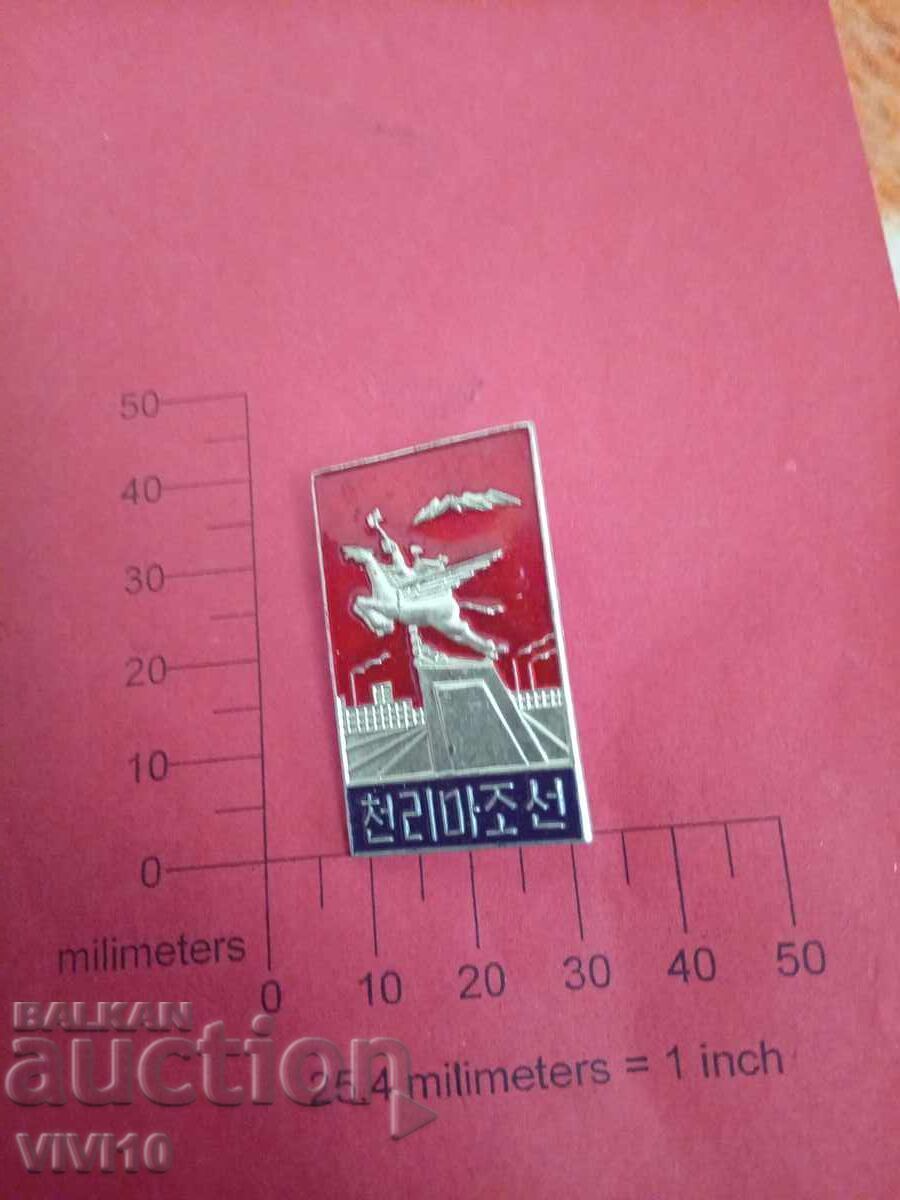 50
40
30
20
10
0
천리마조선
milimeters
0 10 20 30 40 50
25.4 milimeters = 1 inch
BALKAN
auction
VIVI10